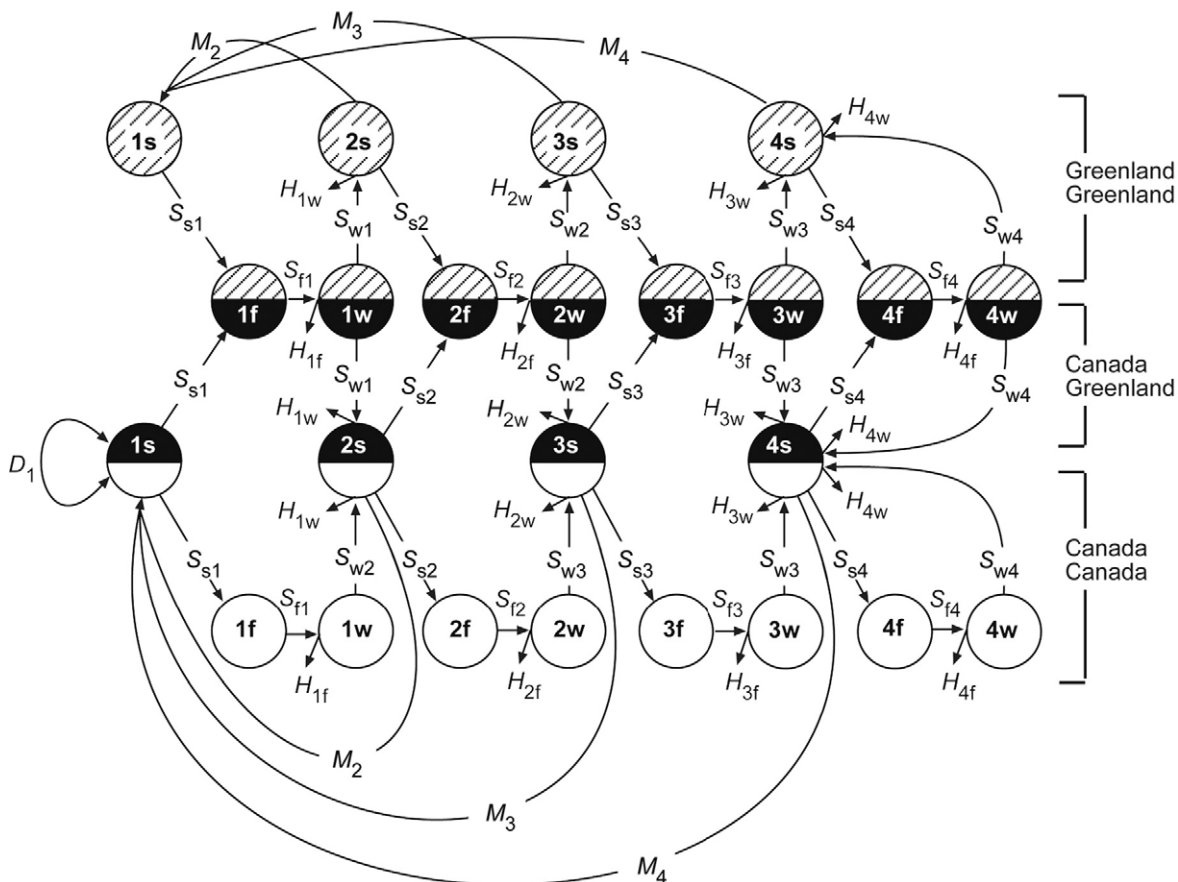 M3
M2
M4
1s
2s
3s
4s
H4w
Greenland
Greenland
H1w
H2w
H3w
Ss1
Sw1
Ss2
Sw2
Ss3
Sw3
Ss4
Sw4
Sf1
Sf2
Sf3
Sf4
1f
1w
2f
2w
3f
3w
4f
4w
H1f
H2f
H3f
H4f
Canada
Greenland
Ss1
Sw1
Ss2
Sw2
Ss3
Sw3
Ss4
Sw4
H1w
H2w
H3w
H4w
D1
1s
2s
3s
4s
H1w
H2w
H3w
H4w
Canada
Canada
Ss1
Sw2
Ss2
Sw3
Ss3
Sw3
Ss4
Sw4
Sf1
Sf2
Sf3
Sf4
1f
1w
2f
2w
3f
3w
4f
4w
H1f
H2f
H3f
H4f
M2
M3
M4